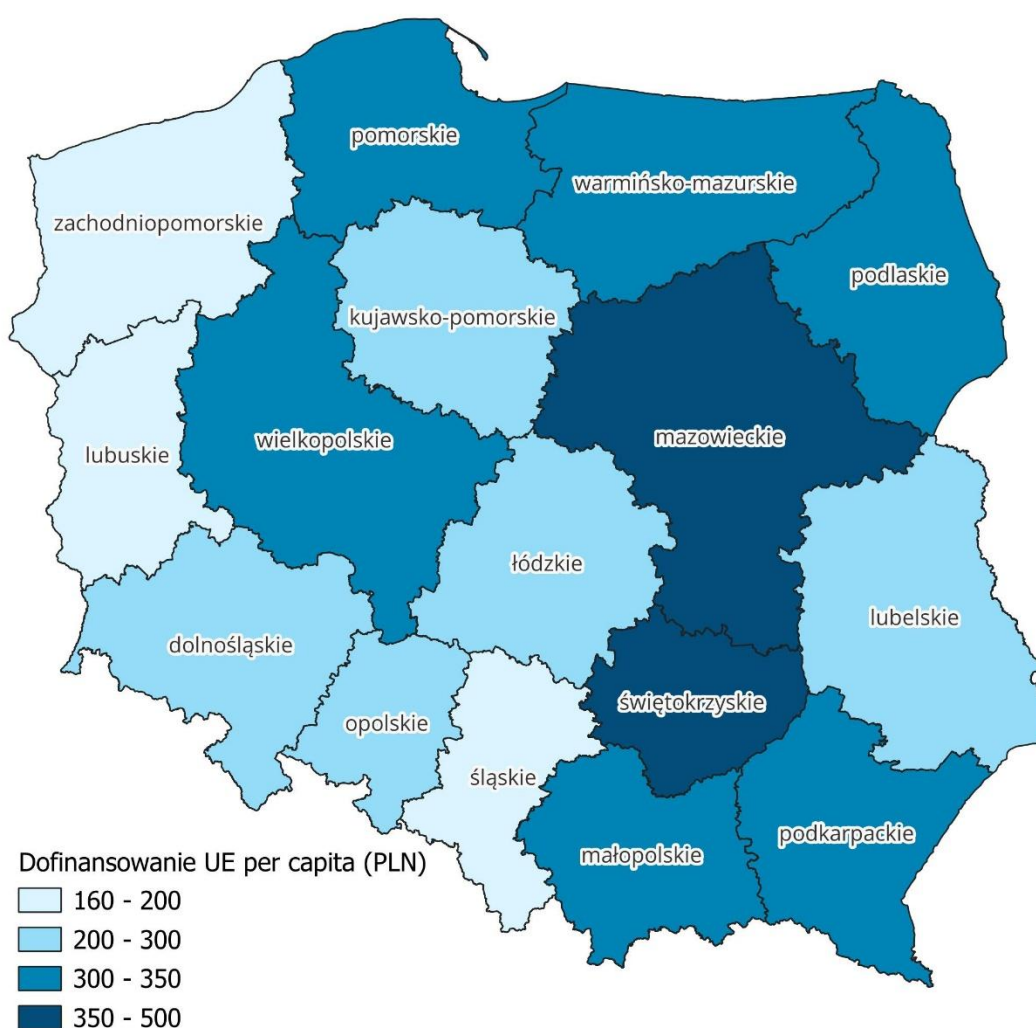 pomorskie
warmińsko-mazurskie
zachodniopomorskie
podlaskie
kujawsko-pomorskie
mazowieckie
wielkopolskie
lubuskie
łódzkie
lubelskie
dolnośląskie
świętokrzyskie
opolskie
śląskie
podkarpackie
małopolskie
Dofinansowanie UE per capita (PLN)
160 - 200
200 - 300
300 - 350
350 - 500